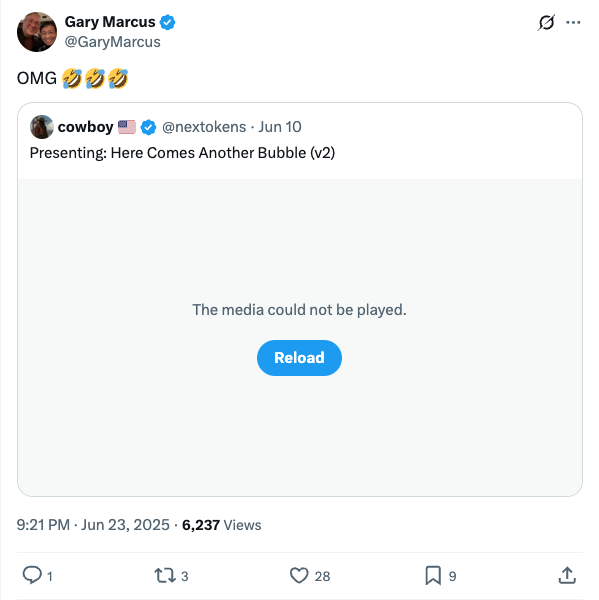 Gary Marcus
@GaryMarcus
OMG 🤣🤣🤣
cowboy 🇺🇸 @nextokens · Jun 10
Presenting: Here Comes Another Bubble (v2)
The media could not be played.
Reload
9:21 PM · Jun 23, 2025 · 6,237 Views
1 3 28 9